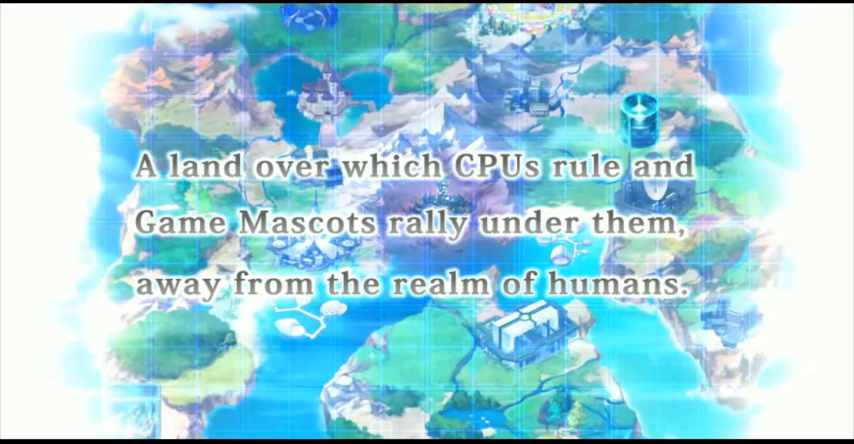 A land over which CPUs rule and
Game Mascots rally under them,
away from the realm of humans.